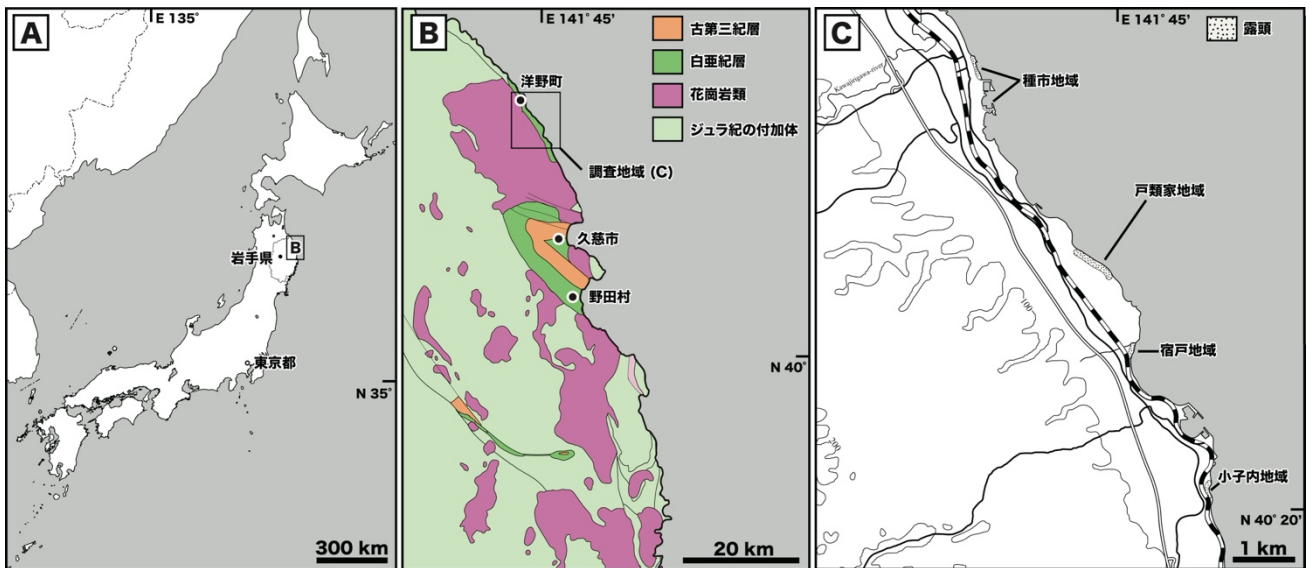 A
E 135°
B
岩手県
東京都
N 35°
300 km
B
E 141° 45'
古第三紀層
白亜紀層
花崗岩類
ジュラ紀の付加体
洋野町
調査地域 (C)
久慈市
野田村
N 40°
20 km
C
E 141° 45'
露頭
Kawajirigawa-river
種市地域
戸類家地域
100
宿戸地域
200
小子内地域
N 40° 20'
1 km